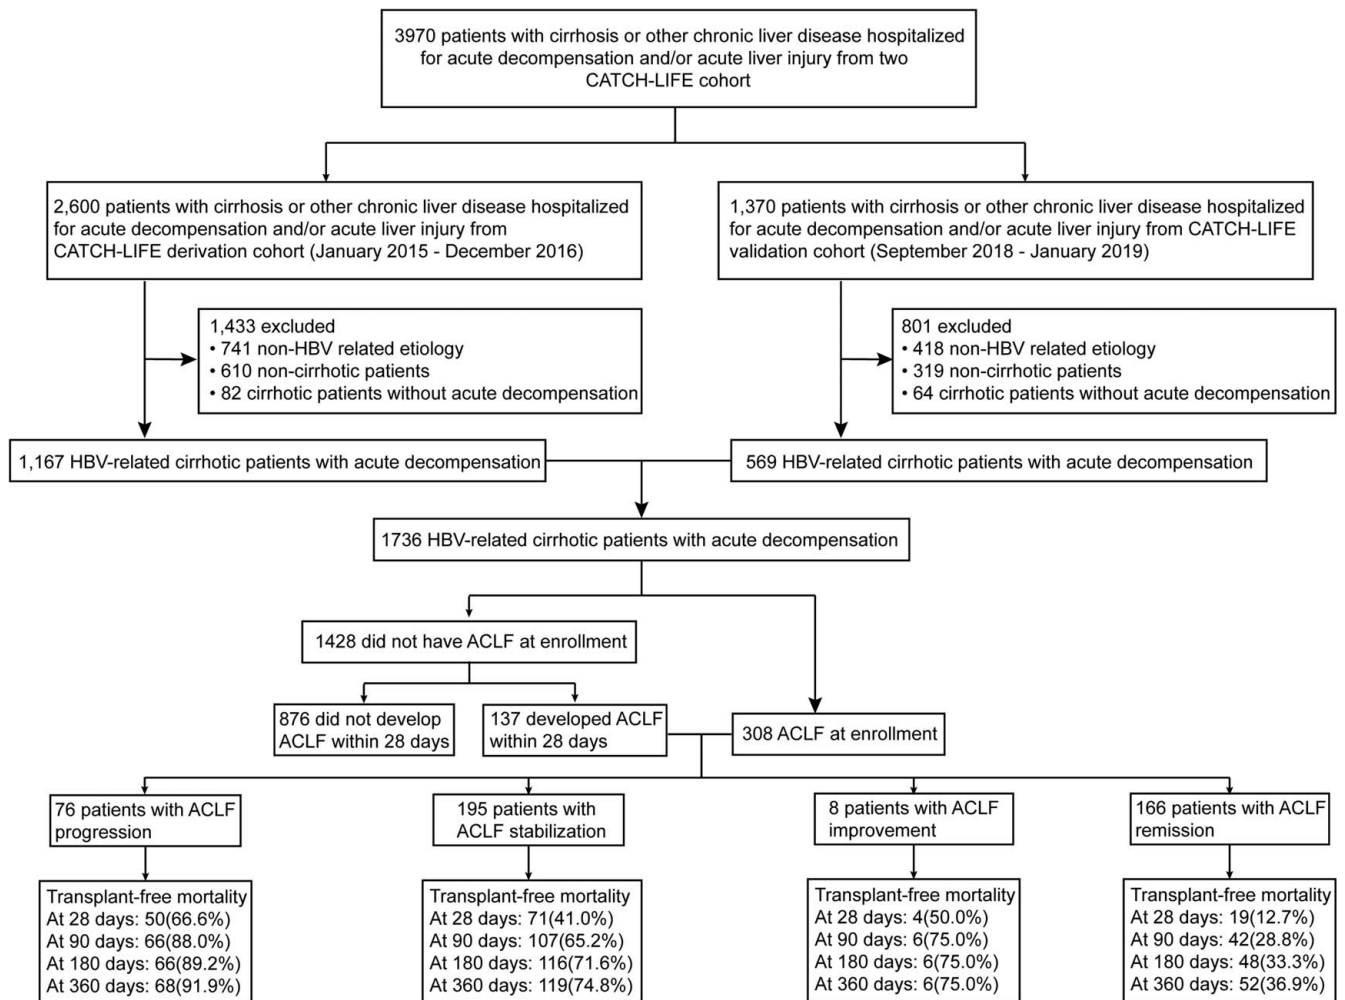 3970 patients with cirrhosis or other chronic liver disease hospitalized
for acute decompensation and/or acute liver injury from two
CATCH-LIFE cohort
2,600 patients with cirrhosis or other chronic liver disease hospitalized
for acute decompensation and/or acute liver injury from
CATCH-LIFE derivation cohort (January 2015 - December 2016)
1,370 patients with cirrhosis or other chronic liver disease hospitalized
for acute decompensation and/or acute liver injury from CATCH-LIFE
validation cohort (September 2018 - January 2019)
1,433 excluded
• 741 non-HBV related etiology
• 610 non-cirrhotic patients
• 82 cirrhotic patients without acute decompensation
801 excluded
• 418 non-HBV related etiology
• 319 non-cirrhotic patients
• 64 cirrhotic patients without acute decompensation
1,167 HBV-related cirrhotic patients with acute decompensation
569 HBV-related cirrhotic patients with acute decompensation
1736 HBV-related cirrhotic patients with acute decompensation
1428 did not have ACLF at enrollment
876 did not develop
ACLF within 28 days
137 developed ACLF
within 28 days
308 ACLF at enrollment
76 patients with ACLF
progression
195 patients with
ACLF stabilization
8 patients with ACLF
improvement
166 patients with ACLF
remission
Transplant-free mortality
At 28 days: 50(66.6%)
At 90 days: 66(88.0%)
At 180 days: 66(89.2%)
At 360 days: 68(91.9%)
Transplant-free mortality
At 28 days: 71(41.0%)
At 90 days: 107(65.2%)
At 180 days: 116(71.6%)
At 360 days: 119(74.8%)
Transplant-free mortality
At 28 days: 4(50.0%)
At 90 days: 6(75.0%)
At 180 days: 6(75.0%)
At 360 days: 6(75.0%)
Transplant-free mortality
At 28 days: 19(12.7%)
At 90 days: 42(28.8%)
At 180 days: 48(33.3%)
At 360 days: 52(36.9%)